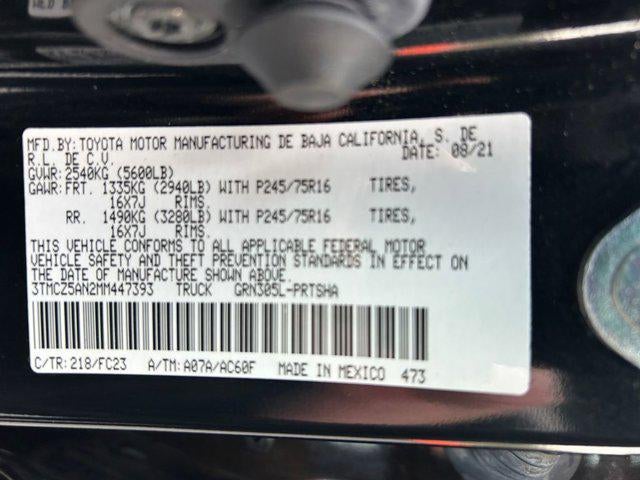 MFD.BY: TOYOTA MOTOR MANUFACTURING DE BAJA CALIFORNIA, S. DE
R.L. DE C.V. DATE: 08/21
GVWR: 2540KG (5600LB)
GAWR: FRT. 1335KG (2940LB) WITH P245/75R16 TIRES,
16X7J RIMS.
RR. 1490KG (3280LB) WITH P245/75R16 TIRES,
16X7J RIMS.
THIS VEHICLE CONFORMS TO ALL APPLICABLE FEDERAL MOTOR
VEHICLE SAFETY AND THEFT PREVENTION STANDARDS IN EFFECT ON
THE DATE OF MANUFACTURE SHOWN ABOVE.
3TMCZ5AN2MM447393 TRUCK GRN305L-PRTSHA
C/TR: 218/FC23 A/TM: A07A/AC60F MADE IN MEXICO 473